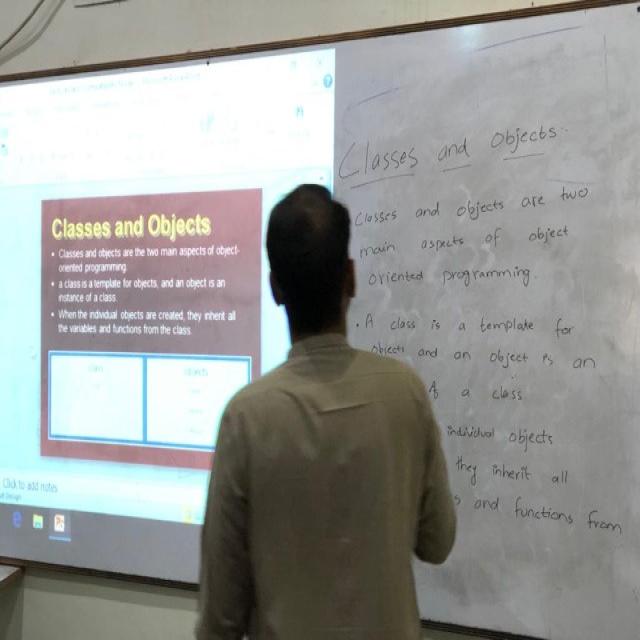 Classes and Objects
• Classes and objects are the two main aspects of object-
oriented programming
• a class is a template for objects, and an object is an
instance of a class
• When the individual objects are created, they inherit all
the variables and functions from the class
class
objects
Click to add notes
Design
Classes and Objects:
Classes and objects are two
main aspects of object
oriented programming.
• A class is a template for
and an object is an
a class
individual objects
they inherit all
and functions from